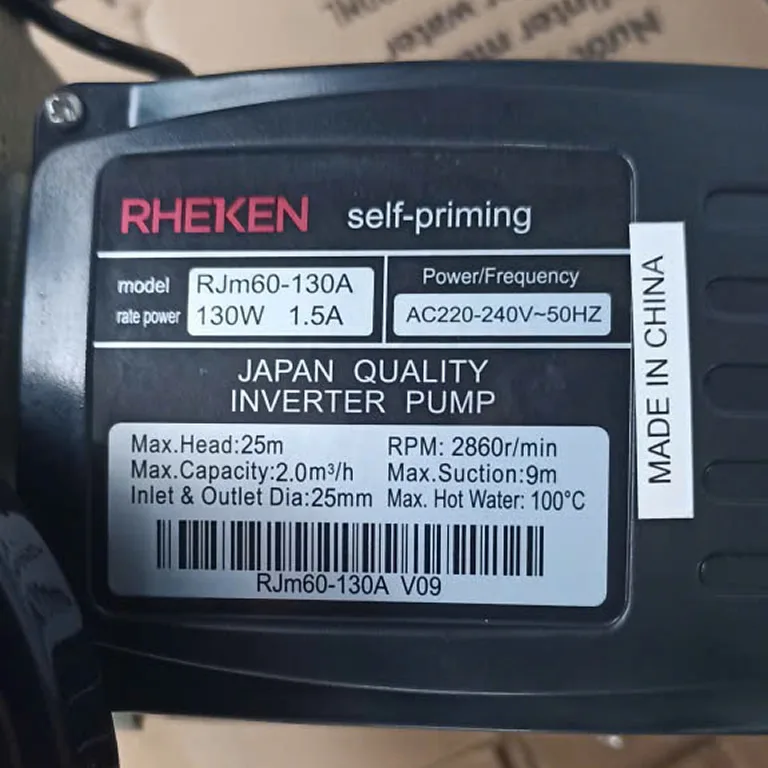 RHEKEN self-priming
model RJm60-130A
rate power 130W 1.5A
Power/Frequency
AC220-240V~50HZ
JAPAN QUALITY
INVERTER PUMP
Max.Head:25m RPM: 2860r/min
Max.Capacity:2.0m³/h Max.Suction:9m
Inlet & Outlet Dia:25mm Max. Hot Water: 100°C
RJm60-130A V09
MADE IN CHINA
water